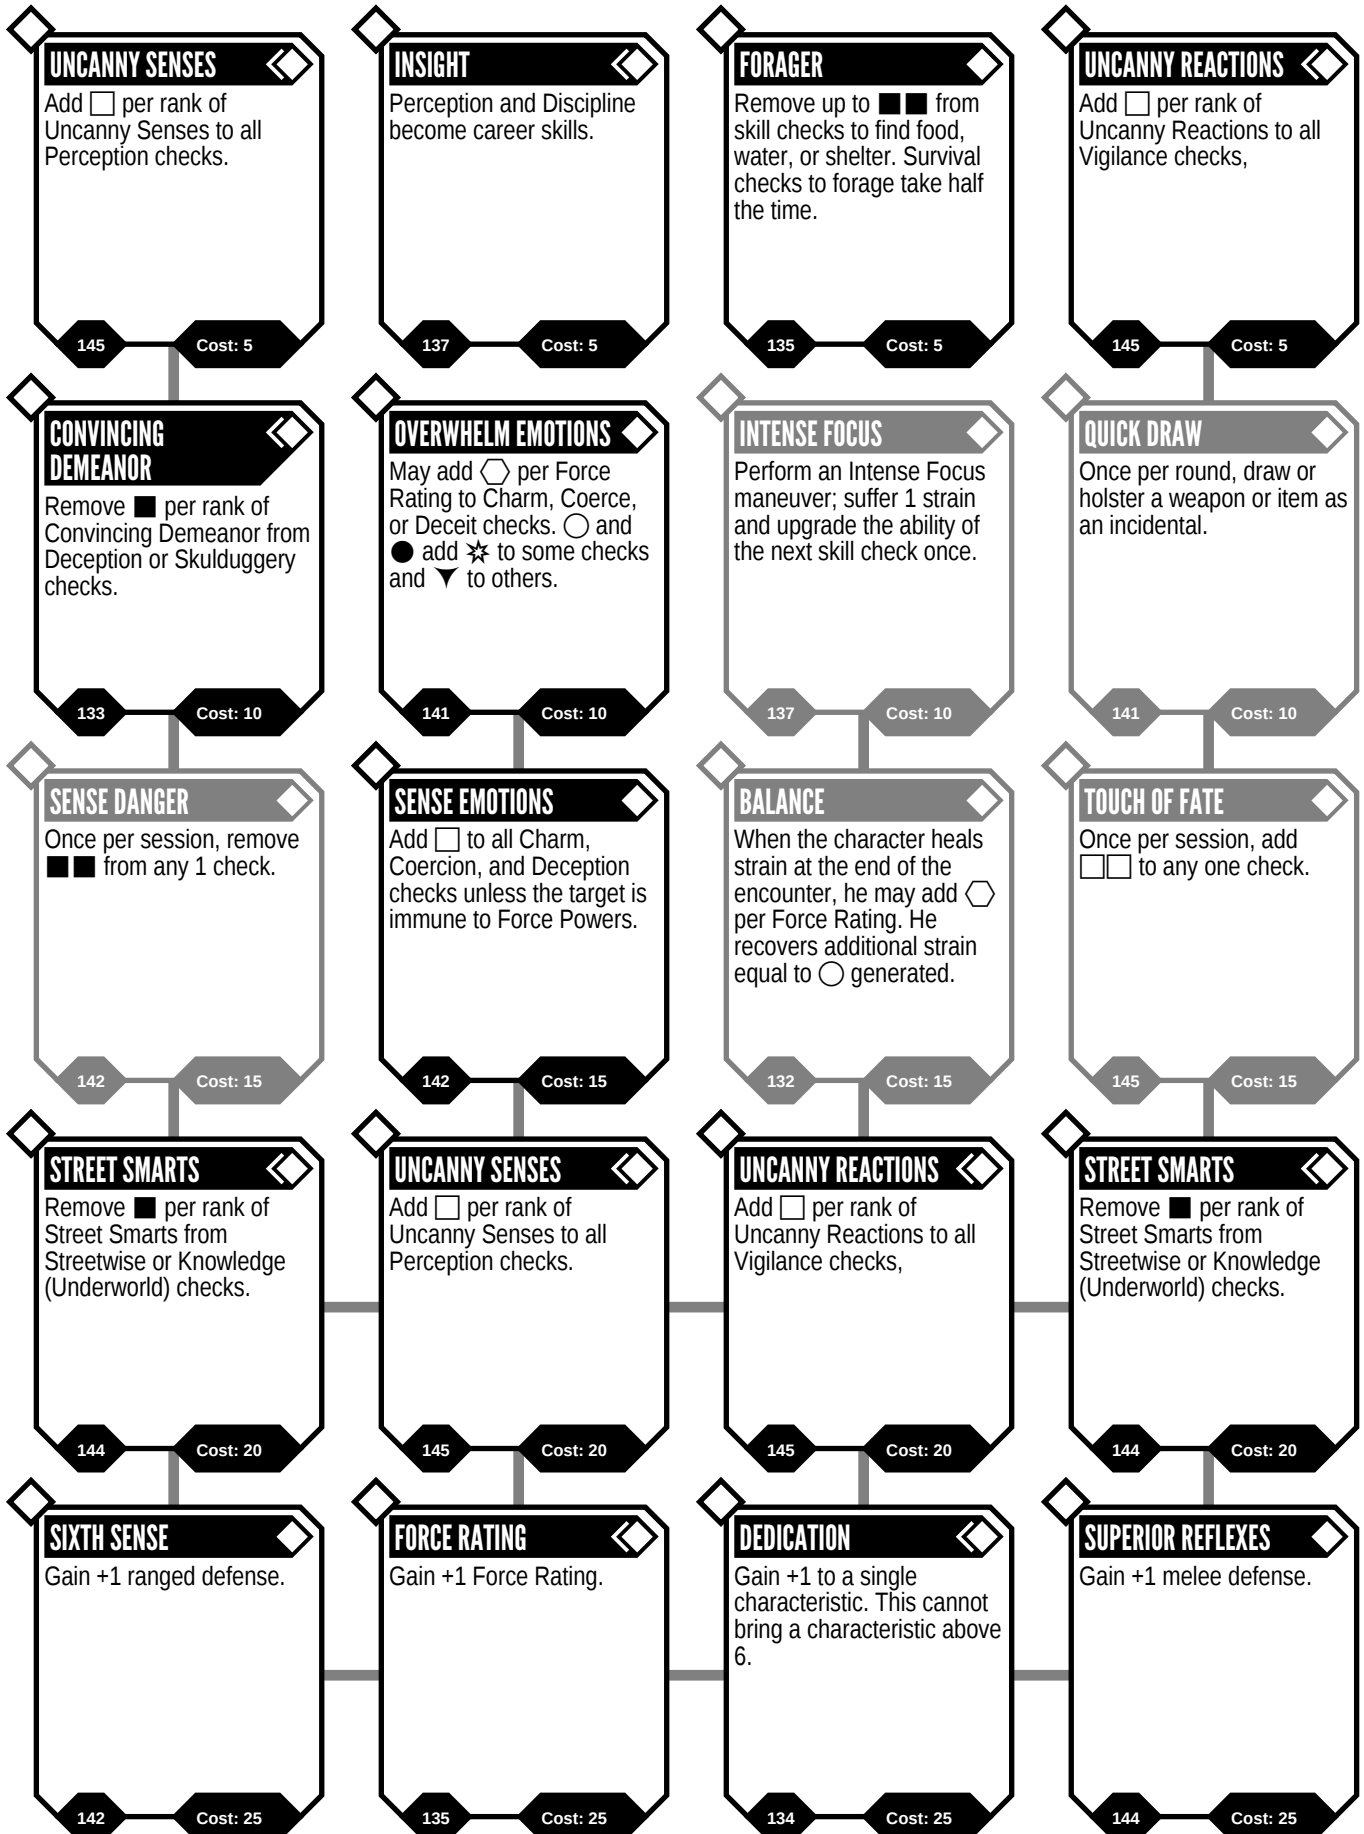 UNCANNY SENSES
Add □ per rank of
Uncanny Senses to all
Perception checks.
145
Cost: 5
INSIGHT
Perception and Discipline
become career skills.
137
Cost: 5
FORAGER
Remove up to ■■ from
skill checks to find food,
water, or shelter. Survival
checks to forage take half
the time.
135
Cost: 5
UNCANNY REACTIONS
Add □ per rank of
Uncanny Reactions to all
Vigilance checks,
145
Cost: 5
CONVINCING
DEMEANOR
Remove ■ per rank of
Convincing Demeanor from
Deception or Skulduggery
checks.
133
Cost: 10
OVERWHELM EMOTIONS
May add ⬡ per Force
Rating to Charm, Coerce,
or Deceit checks. ○ and
● add ✡ to some checks
and ▼ to others.
141
Cost: 10
INTENSE FOCUS
Perform an Intense Focus
maneuver; suffer 1 strain
and upgrade the ability of
the next skill check once.
137
Cost: 10
QUICK DRAW
Once per round, draw or
holster a weapon or item as
an incidental.
141
Cost: 10
SENSE DANGER
Once per session, remove
■■ from any 1 check.
142
Cost: 15
SENSE EMOTIONS
Add □ to all Charm,
Coercion, and Deception
checks unless the target is
immune to Force Powers.
142
Cost: 15
BALANCE
When the character heals
strain at the end of the
encounter, he may add ⬡
per Force Rating. He
recovers additional strain
equal to ○ generated.
132
Cost: 15
TOUCH OF FATE
Once per session, add
□□ to any one check.
145
Cost: 15
STREET SMARTS
Remove ■ per rank of
Street Smarts from
Streetwise or Knowledge
(Underworld) checks.
144
Cost: 20
UNCANNY SENSES
Add □ per rank of
Uncanny Senses to all
Perception checks.
145
Cost: 20
UNCANNY REACTIONS
Add □ per rank of
Uncanny Reactions to all
Vigilance checks,
145
Cost: 20
STREET SMARTS
Remove ■ per rank of
Street Smarts from
Streetwise or Knowledge
(Underworld) checks.
144
Cost: 20
SIXTH SENSE
Gain +1 ranged defense.
142
Cost: 25
FORCE RATING
Gain +1 Force Rating.
135
Cost: 25
DEDICATION
Gain +1 to a single
characteristic. This cannot
bring a characteristic above
6.
134
Cost: 25
SUPERIOR REFLEXES
Gain +1 melee defense.
144
Cost: 25